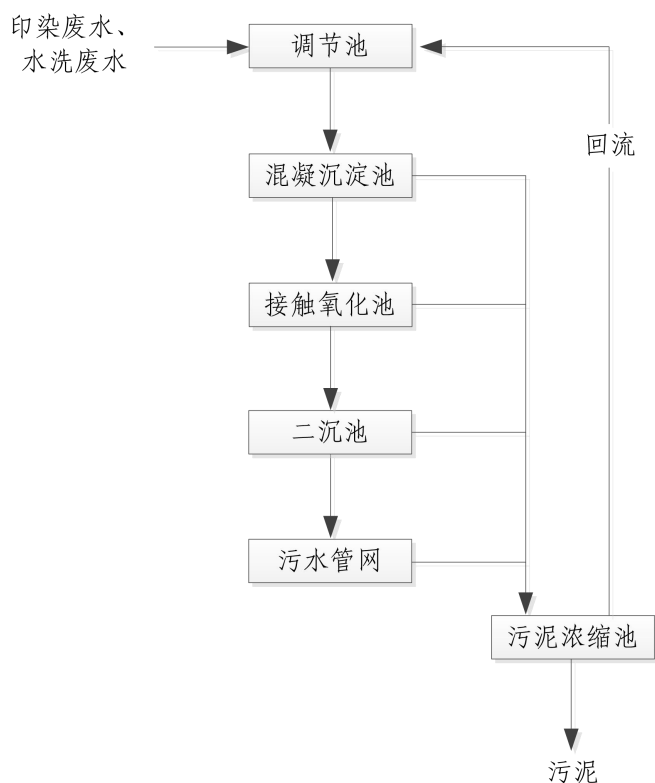 印染废水、
水洗废水
调节池
回流
混凝沉淀池
接触氧化池
二沉池
污水管网
污泥浓缩池
污泥